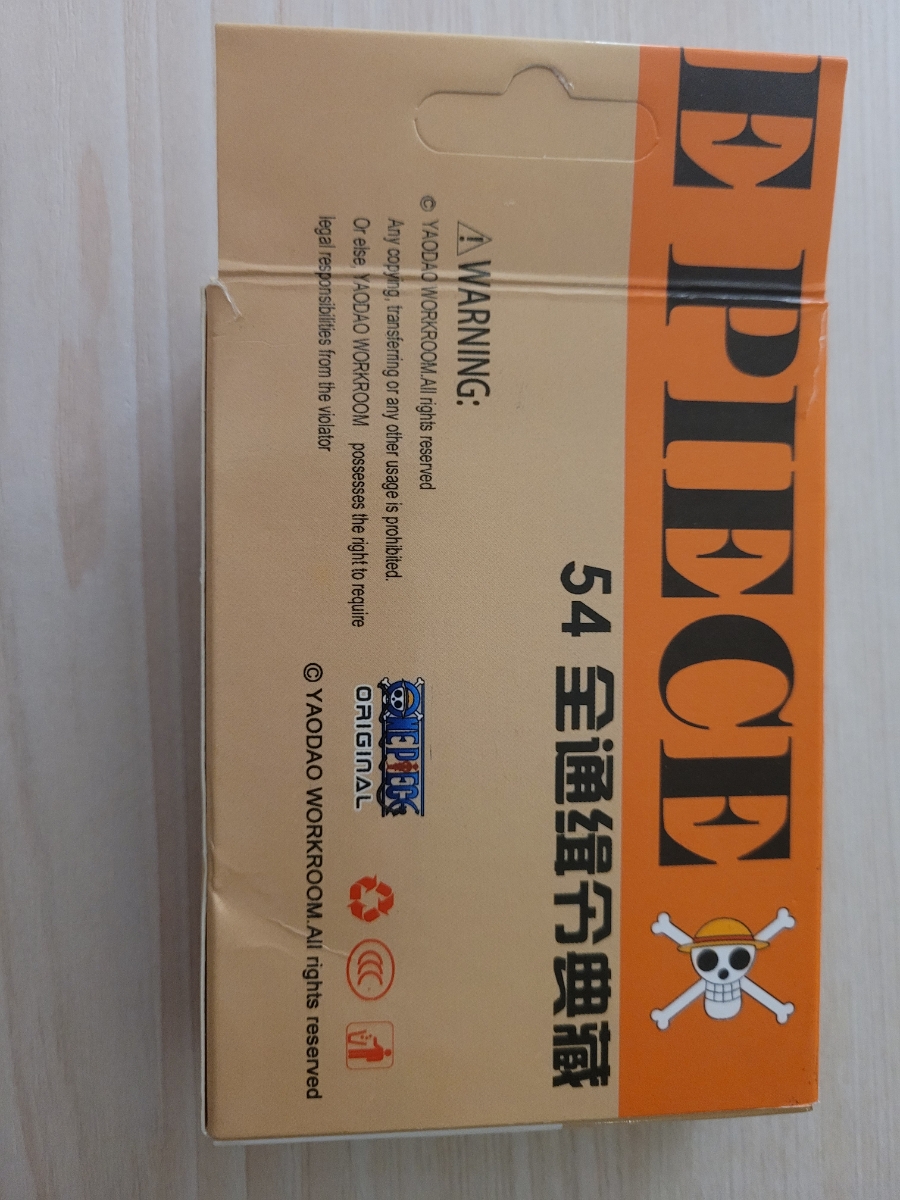 E PIECE
54 全通缉令典藏
WARNING:
© YAODAO WORKROOM.All rights reserved
Any copying, transferring or any other usage is prohibited.
Or else, YAODAO WORKROOM possesses the right to require
legal responsibilities from the violator
ONE PIECE
ORIGINAL
CCC
© YAODAO WORKROOM.All rights reserved